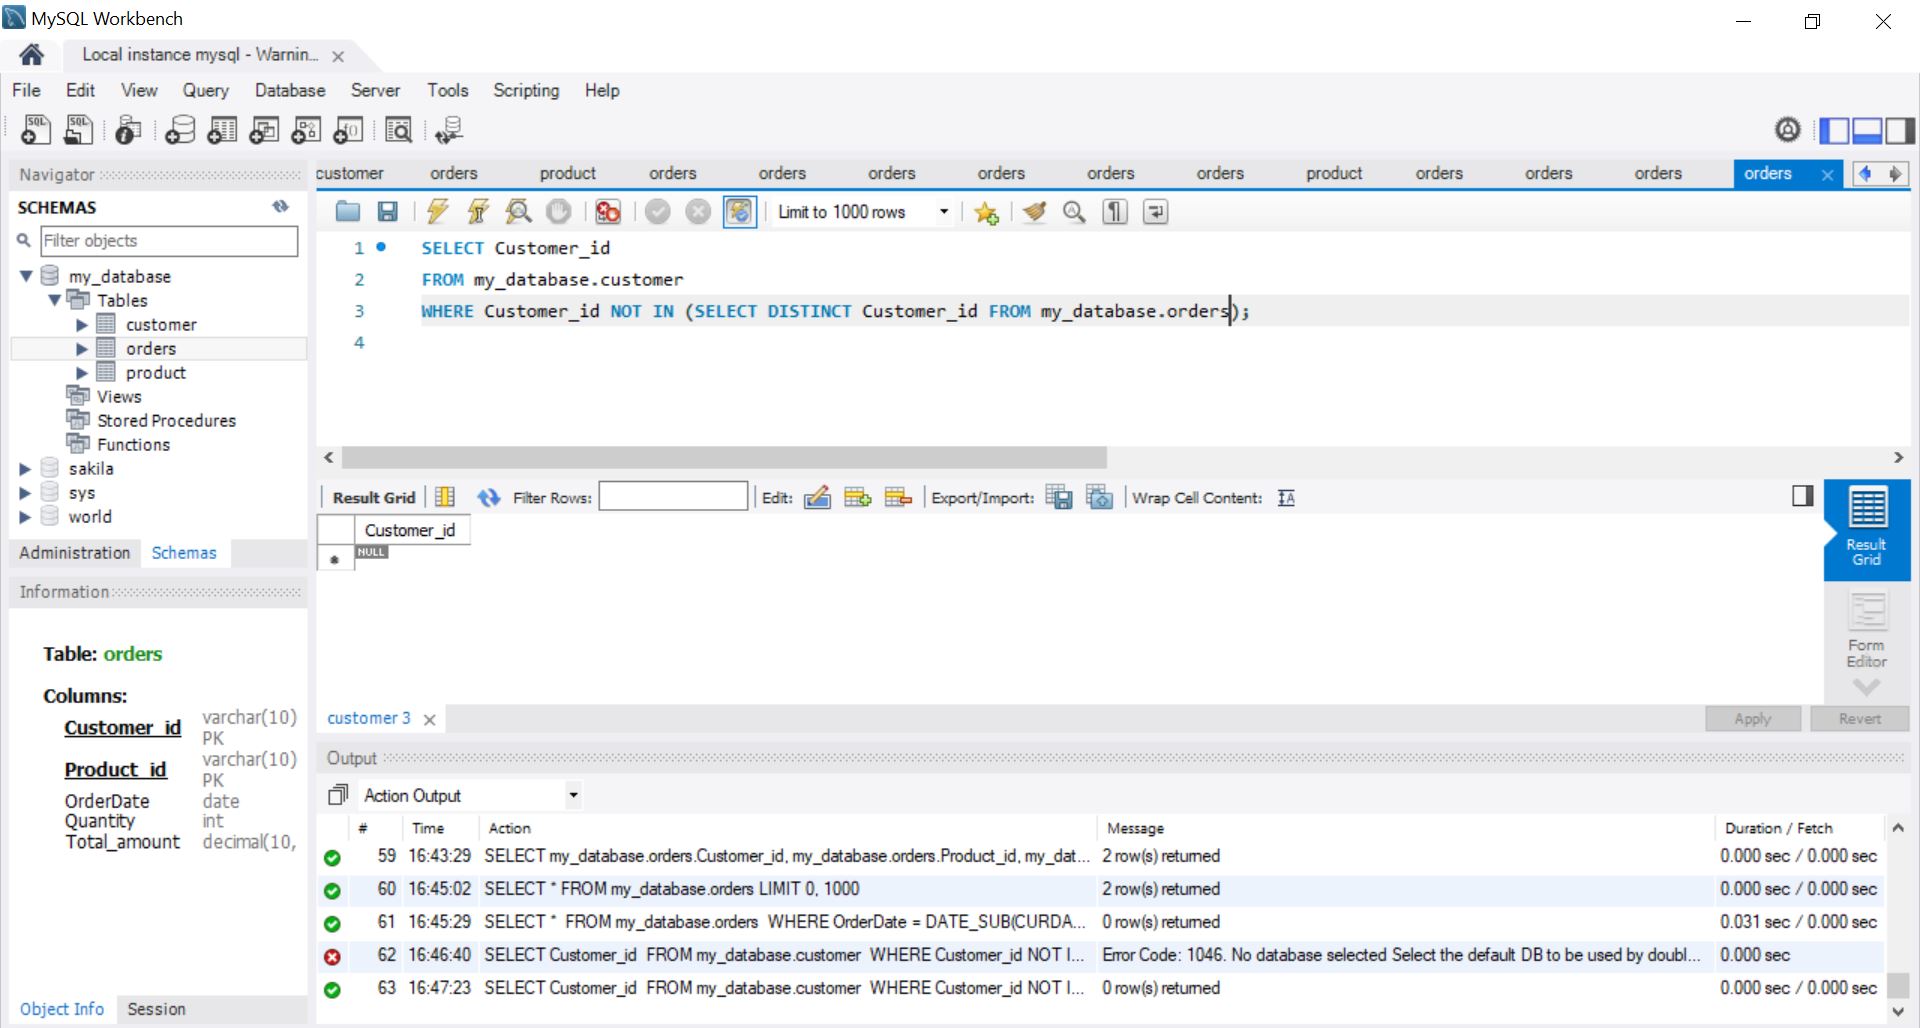 MySQL Workbench
Local instance mysql - Warnin...
File Edit View Query Database Server Tools Scripting Help
Navigator
customer orders product orders orders orders orders orders orders product orders orders orders orders
SCHEMAS
Filter objects
Limit to 1000 rows
my_database
Tables
customer
orders
product
Views
Stored Procedures
Functions
sakila
sys
world
1 SELECT Customer_id
2 FROM my_database.customer
3 WHERE Customer_id NOT IN (SELECT DISTINCT Customer_id FROM my_database.orders);
4
Administration Schemas
Result Grid Filter Rows: Edit: Export/Import: Wrap Cell Content:
Customer_id
NULL
Result
Grid
Form
Editor
Information
Table: orders
Columns:
Customer_id varchar(10)
PK
Product_id varchar(10)
PK
OrderDate date
Quantity int
Total_amount decimal(10,
customer 3
Apply Revert
Output
Action Output
# Time Action Message Duration / Fetch
59 16:43:29 SELECT my_database.orders.Customer_id, my_database.orders.Product_id, my_dat... 2 row(s) returned 0.000 sec / 0.000 sec
60 16:45:02 SELECT * FROM my_database.orders LIMIT 0, 1000 2 row(s) returned 0.000 sec / 0.000 sec
61 16:45:29 SELECT * FROM my_database.orders WHERE OrderDate = DATE_SUB(CURDA... 0 row(s) returned 0.031 sec / 0.000 sec
62 16:46:40 SELECT Customer_id FROM my_database.customer WHERE Customer_id NOT I... Error Code: 1046. No database selected Select the default DB to be used by doubl... 0.000 sec
63 16:47:23 SELECT Customer_id FROM my_database.customer WHERE Customer_id NOT I... 0 row(s) returned 0.000 sec / 0.000 sec
Object Info Session